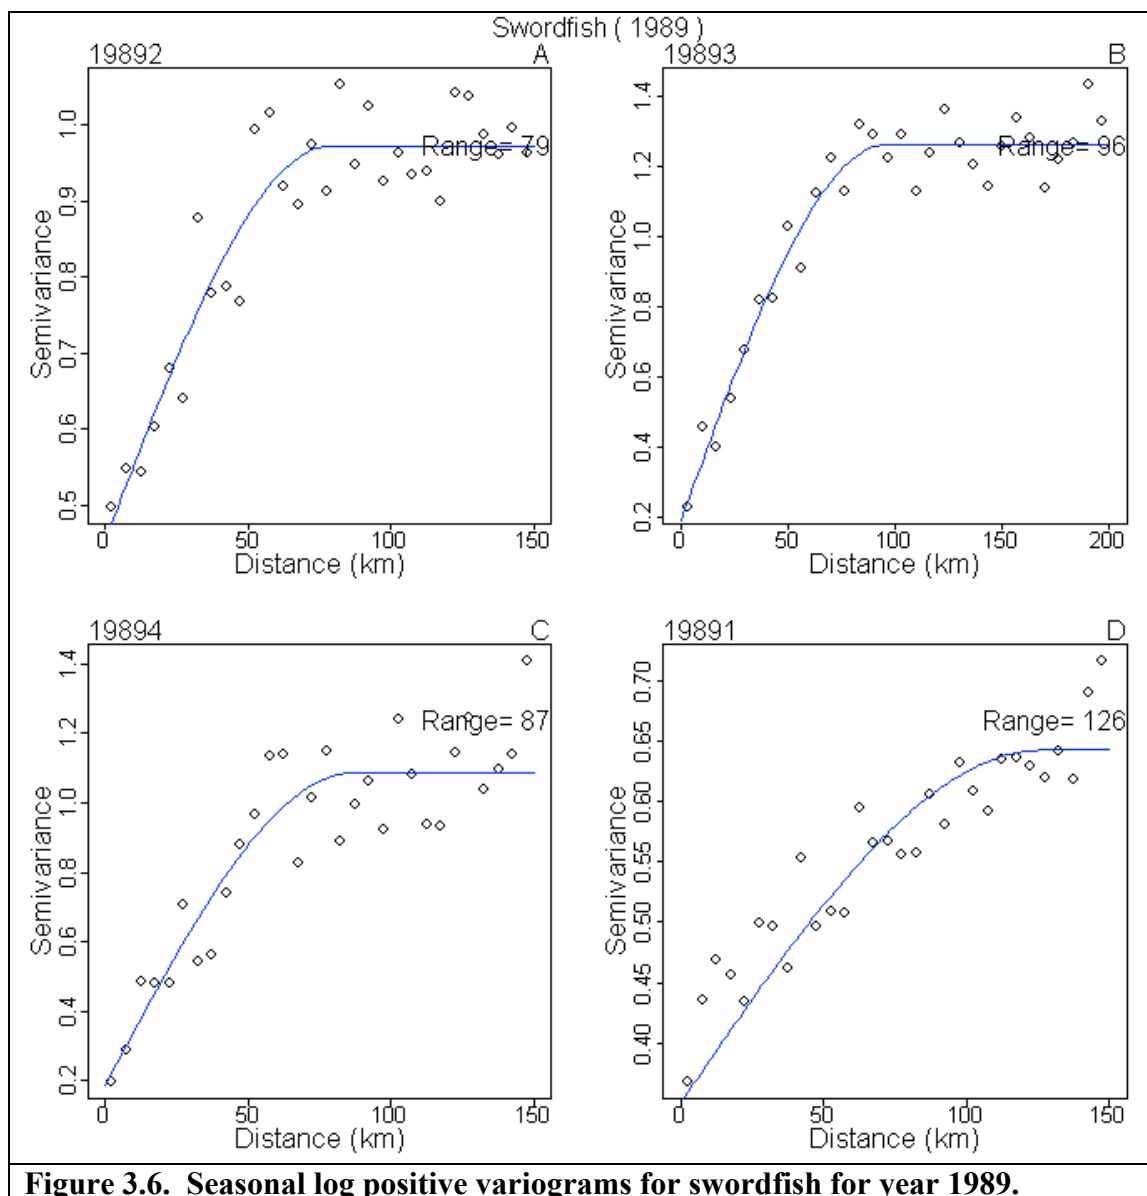 Swordfish ( 1989 )
19892 A
Range= 79
1.0
0.9
0.8
0.7
0.6
0.5
Semivariance
0 50 100 150
Distance (km)
19893 B
Range= 96
1.4
1.2
1.0
0.8
0.6
0.4
0.2
Semivariance
0 50 100 150 200
Distance (km)
19894 C
Range= 87
1.4
1.2
1.0
0.8
0.6
0.4
0.2
Semivariance
0 50 100 150
Distance (km)
19891 D
Range= 126
0.70
0.65
0.60
0.55
0.50
0.45
0.40
Semivariance
0 50 100 150
Distance (km)
Figure 3.6. Seasonal log positive variograms for swordfish for year 1989.